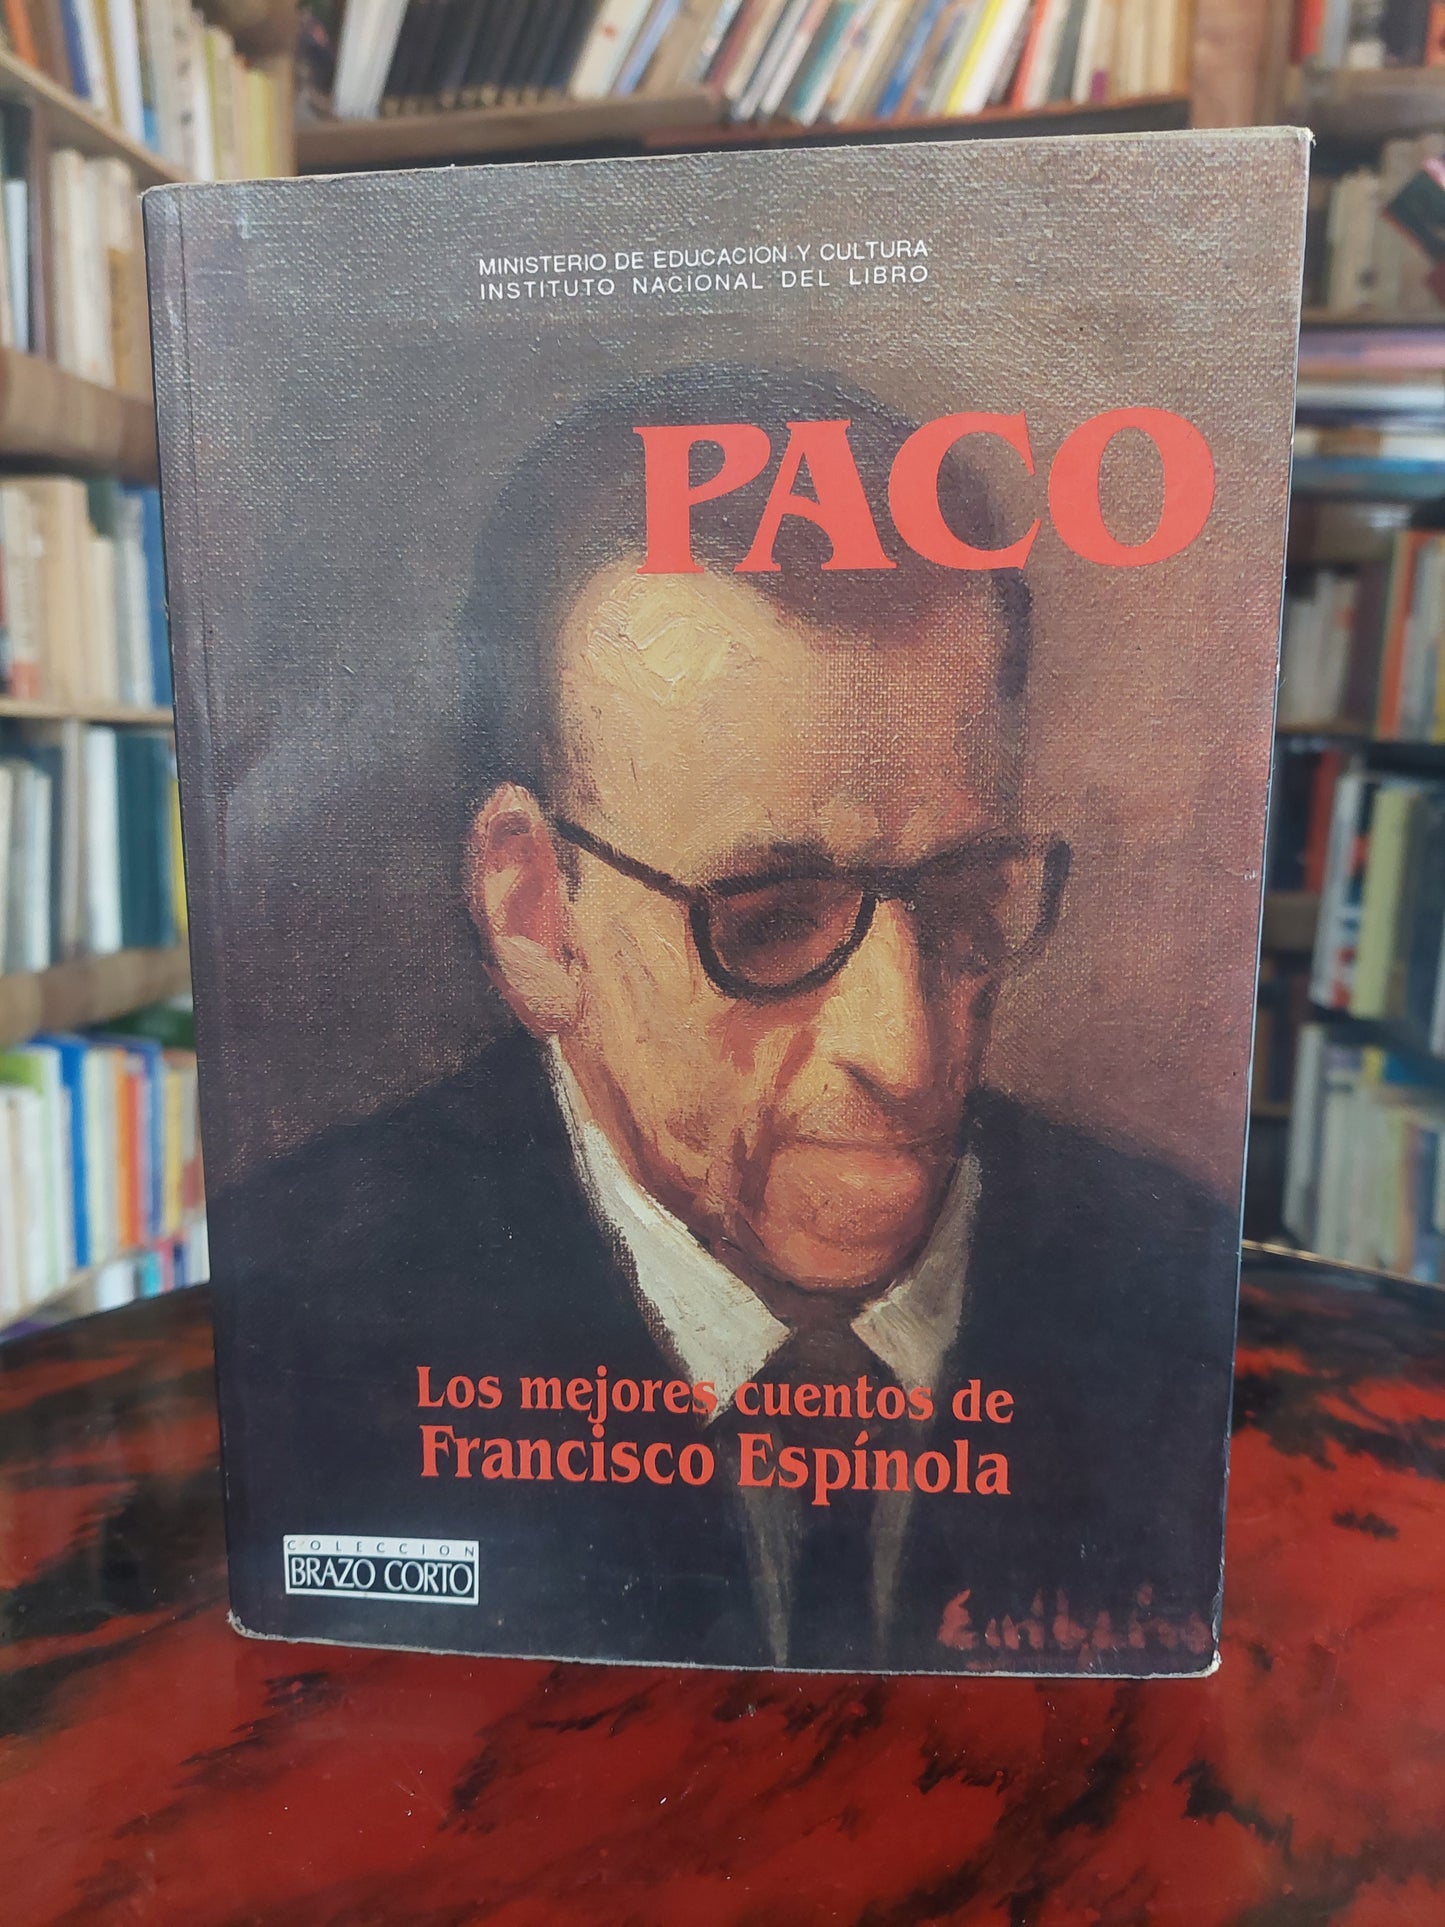 MINISTERIO DE EDUCACION Y CULTURA
INSTITUTO NACIONAL DEL LIBRO
PACO
Los mejores cuentos de
Francisco Espínola
COLECCION
BRAZO CORTO